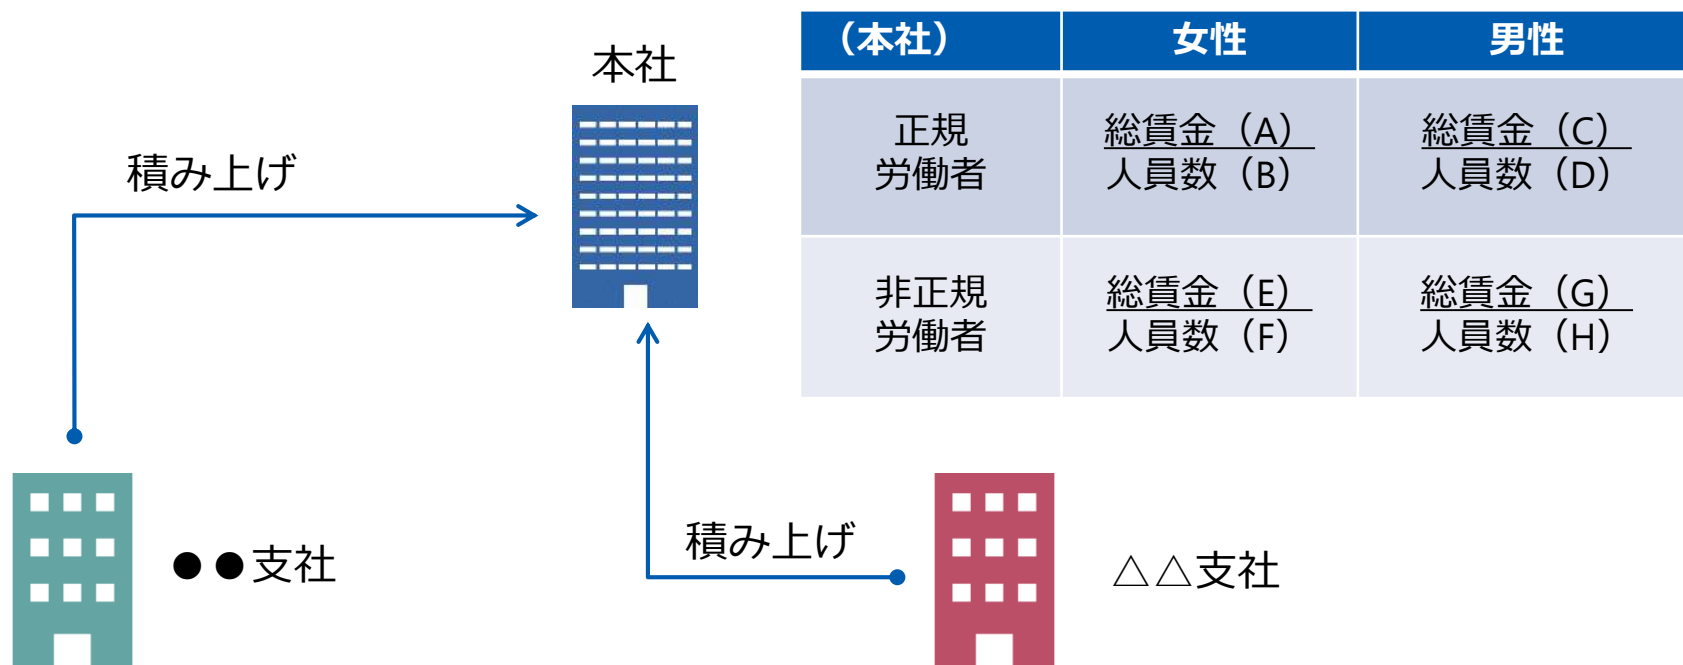 本社
積み上げ
(本社) 女性 男性
正規
労働者
総賃金(A)
人員数(B)
総賃金(C)
人員数(D)
非正規
労働者
総賃金(E)
人員数(F)
総賃金(G)
人員数(H)
●●支社
積み上げ
△△支社